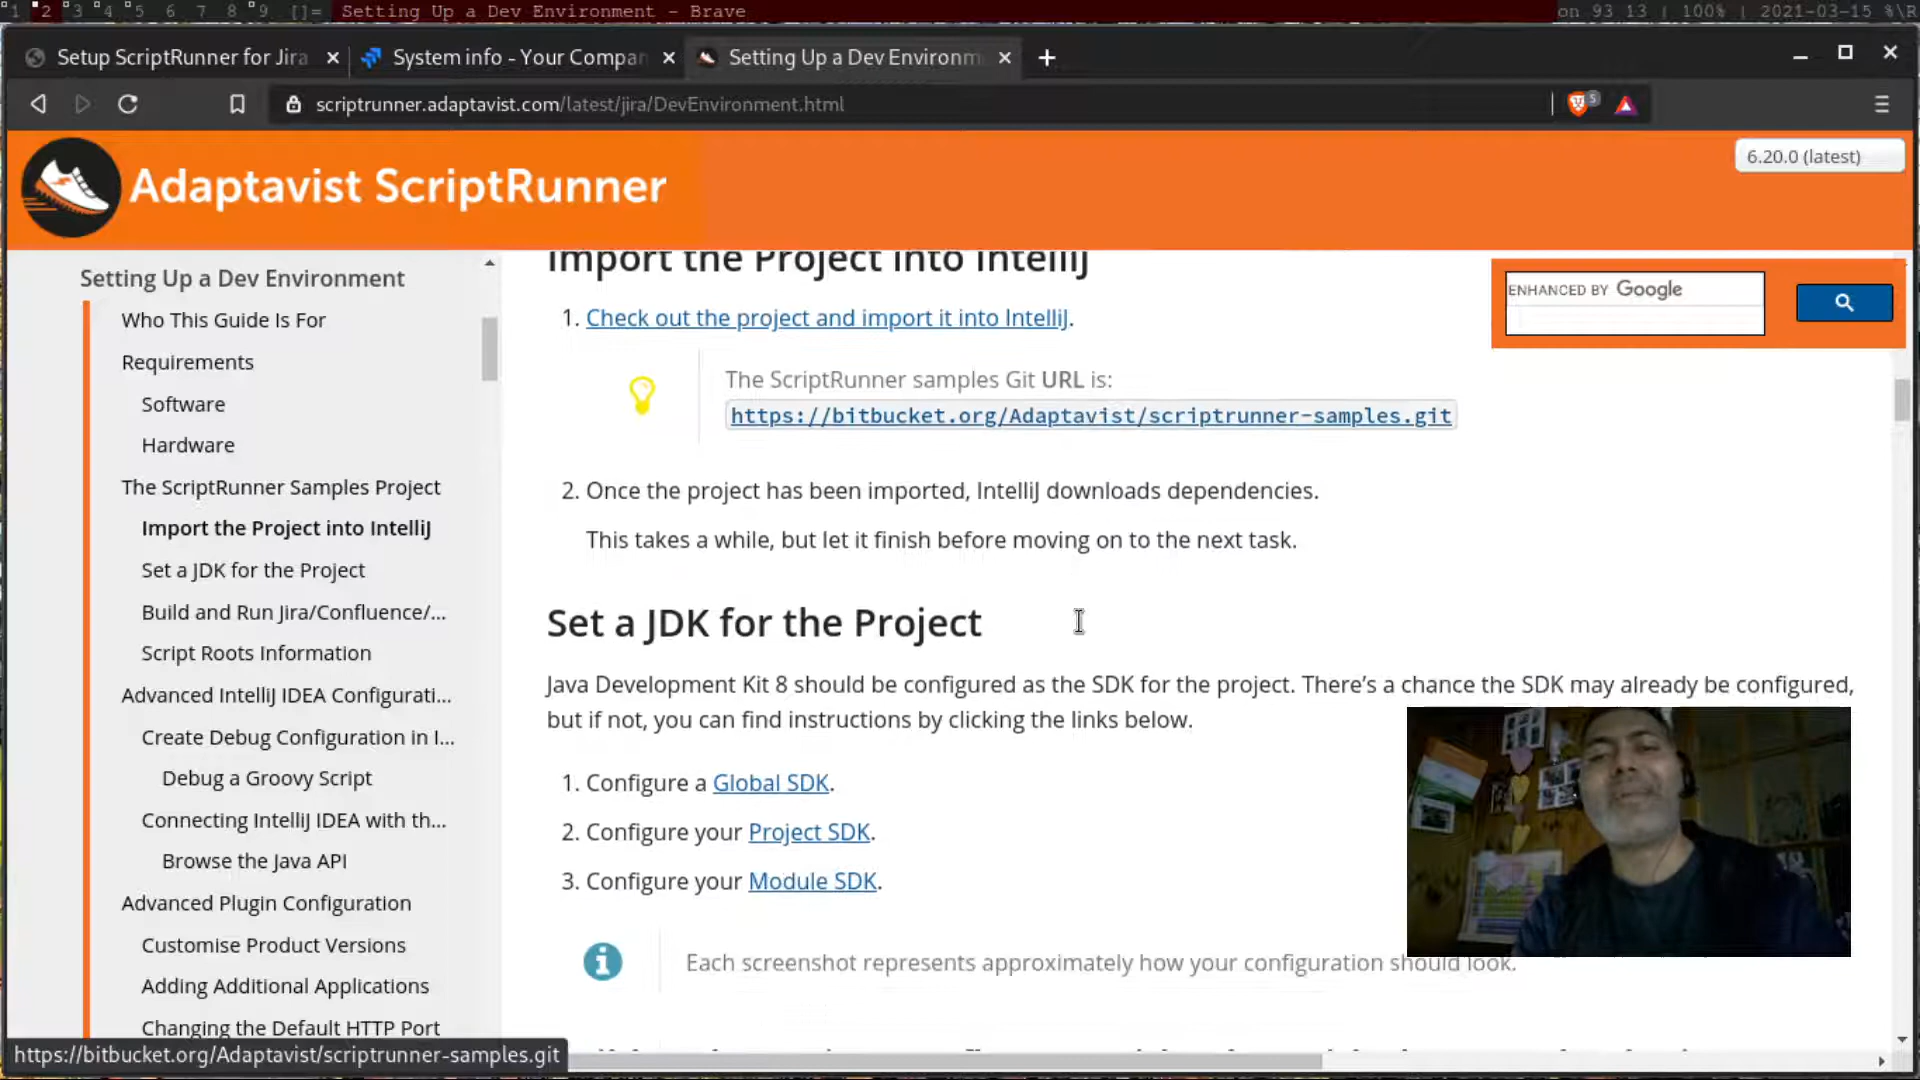 1 2 3 4 5 6 7 8 9 []= Setting Up a Dev Environment - Brave
on 93 13 | 100% | 2021-03-15 %\R
Setup ScriptRunner for Jira
System info - Your Compa
Setting Up a Dev Environm
scriptrunner.adaptavist.com/latest/jira/DevEnvironment.html
5
Adaptavist ScriptRunner
6.20.0 (latest)
Setting Up a Dev Environment
Who This Guide Is For
Requirements
Software
Hardware
The ScriptRunner Samples Project
Import the Project into IntelliJ
Set a JDK for the Project
Build and Run Jira/Confluence/...
Script Roots Information
Advanced IntelliJ IDEA Configurati...
Create Debug Configuration in I...
Debug a Groovy Script
Connecting IntelliJ IDEA with th...
Browse the Java API
Advanced Plugin Configuration
Customise Product Versions
Adding Additional Applications
Changing the Default HTTP Port
Import the Project into IntelliJ
ENHANCED BY Google
1. Check out the project and import it into IntelliJ.
The ScriptRunner samples Git URL is:
https://bitbucket.org/Adaptavist/scriptrunner-samples.git
2. Once the project has been imported, IntelliJ downloads dependencies.
This takes a while, but let it finish before moving on to the next task.
Set a JDK for the Project
Java Development Kit 8 should be configured as the SDK for the project. There's a chance the SDK may already be configured,
but if not, you can find instructions by clicking the links below.
1. Configure a Global SDK.
2. Configure your Project SDK.
3. Configure your Module SDK.
Each screenshot represents approximately how your configuration should look.
https://bitbucket.org/Adaptavist/scriptrunner-samples.git